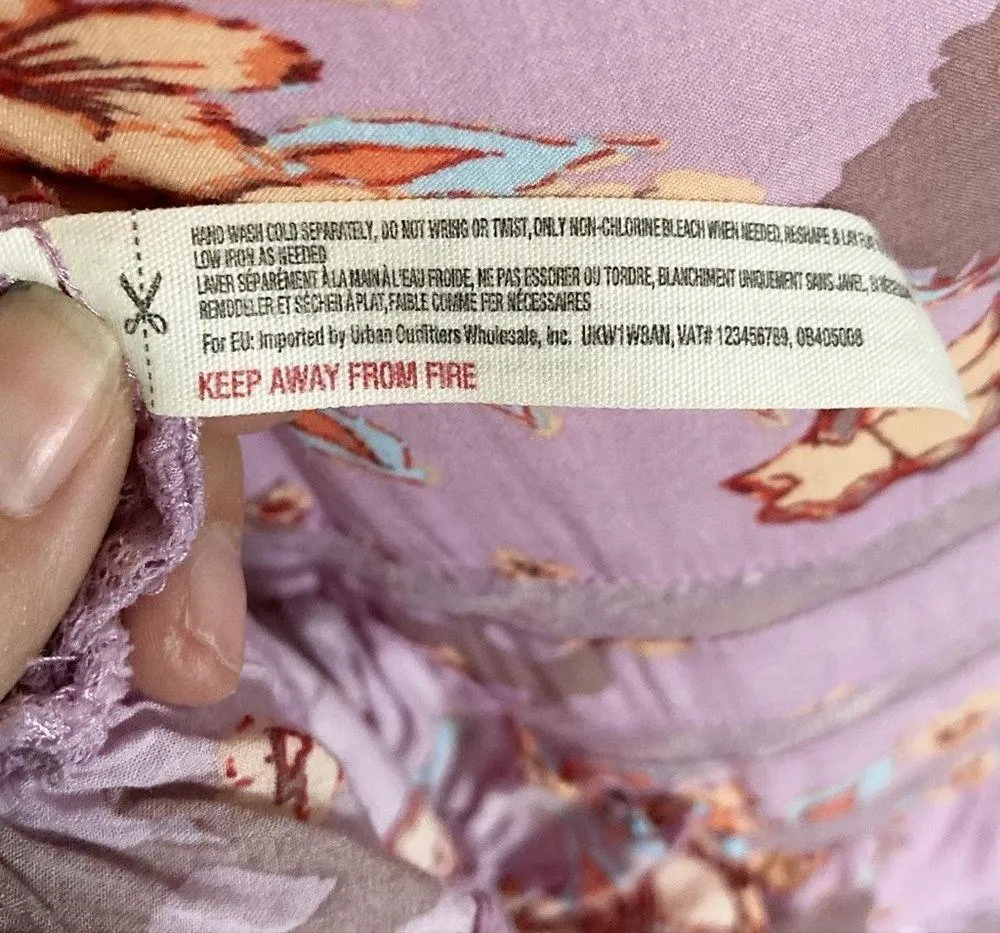 HAND WASH COLD SEPARATELY, DO NOT WRING OR TWIST, ONLY NON-CHLORINE BLEACH WHEN NEEDED, RESHAPE & LAY FLAT
LOW IRON AS NEEDED
LAVER SÉPARÉMENT À LA MAIN À L'EAU FROIDE, NE PAS ESSORER OU TORDRE, BLANCHIMENT UNIQUEMENT SANS JAVEL,
REMODELER ET SÉCHER À PLAT, FAIBLE COMME FER NÉCESSAIRES
For EU: Imported by Urban Outfitters Wholesale, Inc. UKW1W8AN, VAT# 123456789, 0B405008
KEEP AWAY FROM FIRE